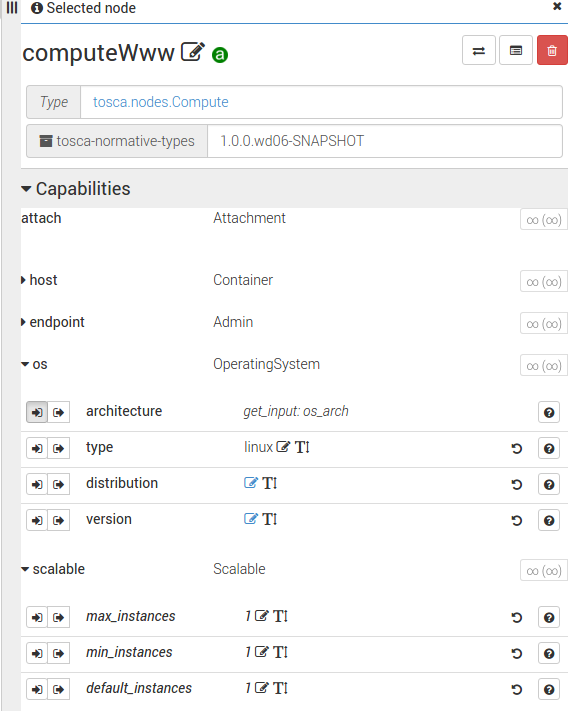 Selected node
computeWww a
Type tosca.nodes.Compute
tosca-normative-types 1.0.0.wd06-SNAPSHOT
Capabilities
attach Attachment ∞ (∞)
host Container ∞ (∞)
endpoint Admin ∞ (∞)
os OperatingSystem ∞ (∞)
architecture get_input: os_arch
type linux
distribution
version
scalable Scalable ∞ (∞)
max_instances 1
min_instances 1
default_instances 1